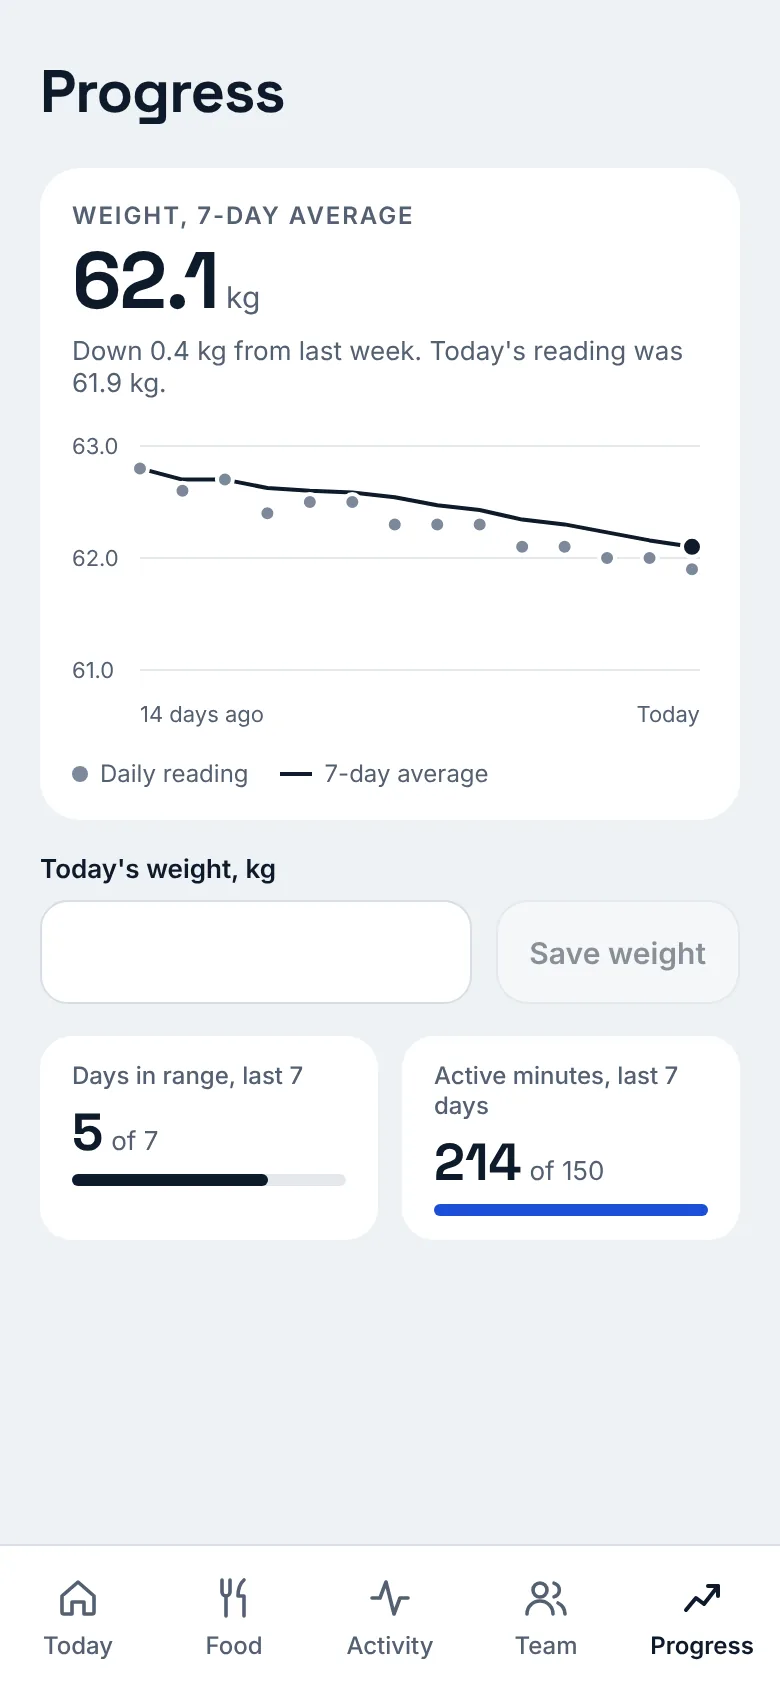 Progress
WEIGHT, 7-DAY AVERAGE
62.1 kg
Down 0.4 kg from last week. Today's reading was
61.9 kg.
63.0
62.0
61.0
14 days ago Today
Daily reading 7-day average
Today's weight, kg
Save weight
Days in range, last 7
5 of 7
Active minutes, last 7
days
214 of 150
Today Food Activity Team Progress